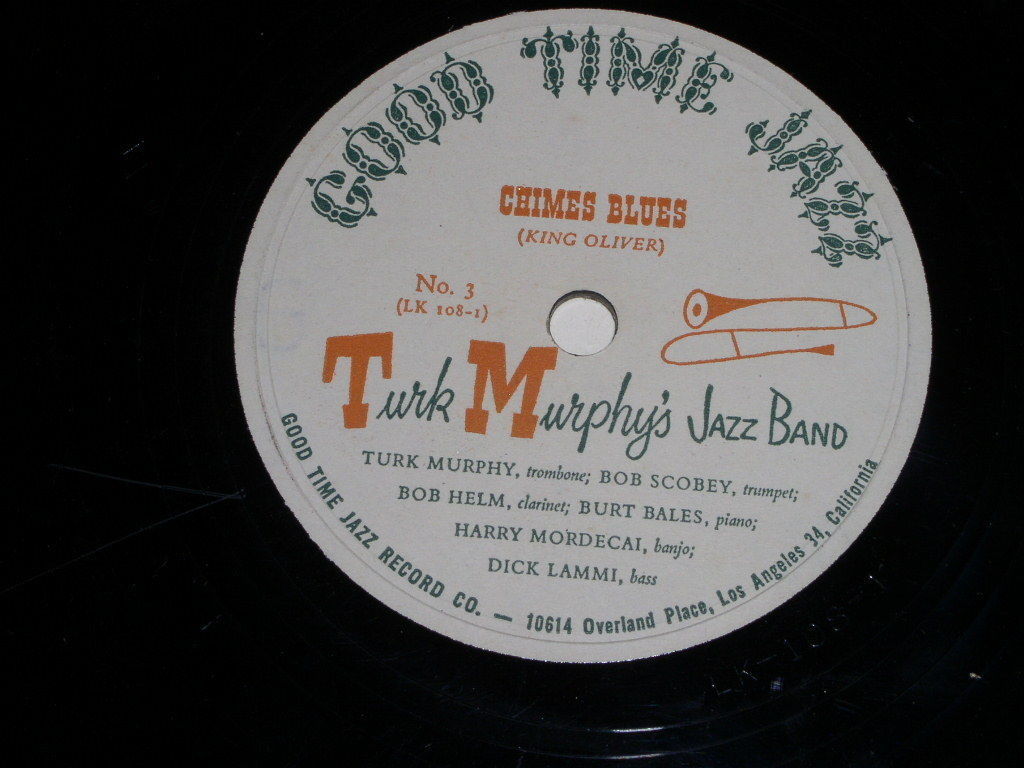 GOOD TIME JAZZ
CHIMES BLUES
(KING OLIVER)
No. 3
(LK 108-1)
Turk Murphy's JAZZ BAND
TURK MURPHY, trombone; BOB SCOBEY, trumpet;
BOB HELM, clarinet; BURT BALES, piano;
HARRY MORDECAI, banjo;
DICK LAMMI, bass
GOOD TIME JAZZ RECORD CO. — 10614 Overland Place, Los Angeles 34, California